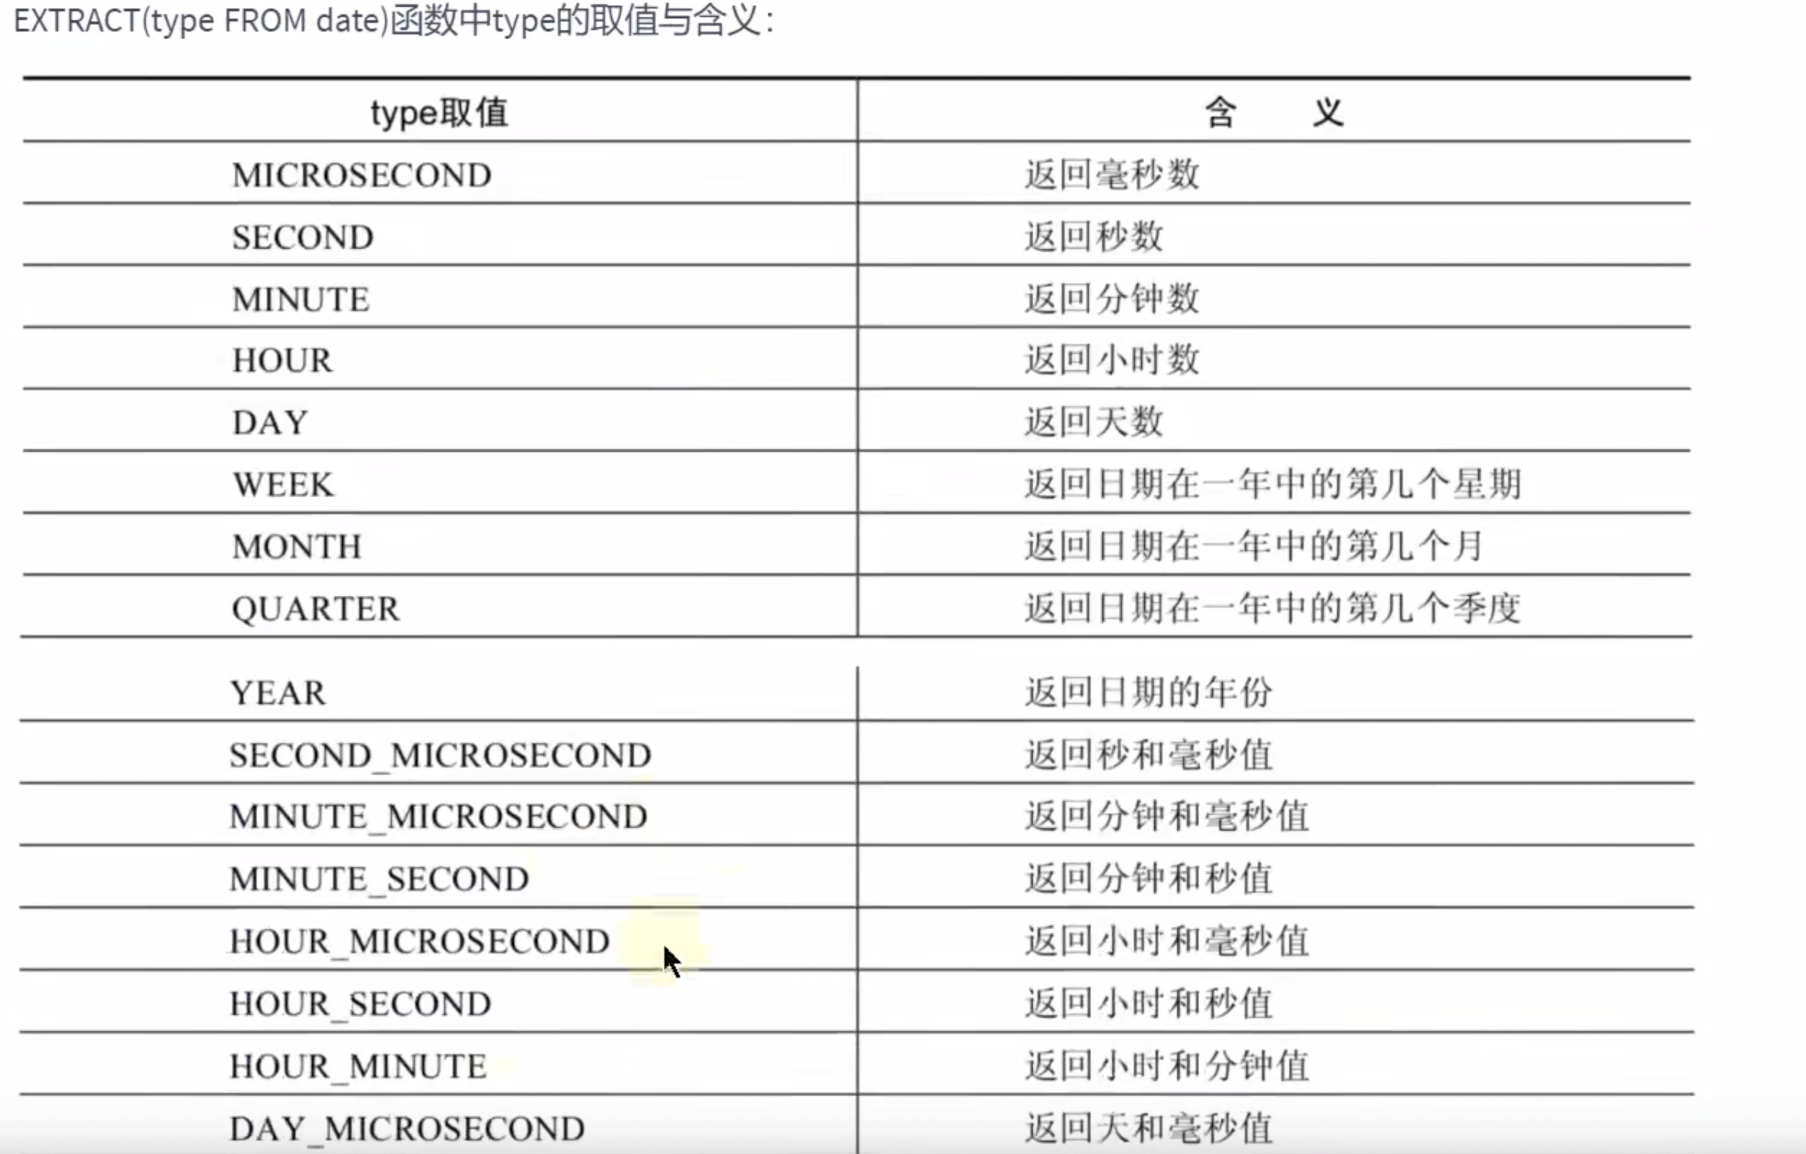 EXTRACT(type FROM date)函数中type的取值与含义：
type取值 含 义
MICROSECOND 返回毫秒数
SECOND 返回秒数
MINUTE 返回分钟数
HOUR 返回小时数
DAY 返回天数
WEEK 返回日期在一年中的第几个星期
MONTH 返回日期在一年中的第几个月
QUARTER 返回日期在一年中的第几个季度
YEAR 返回日期的年份
SECOND_MICROSECOND 返回秒和毫秒值
MINUTE_MICROSECOND 返回分钟和毫秒值
MINUTE_SECOND 返回分钟和秒值
HOUR_MICROSECOND 返回小时和毫秒值
HOUR_SECOND 返回小时和秒值
HOUR_MINUTE 返回小时和分钟值
DAY_MICROSECOND 返回天和毫秒值